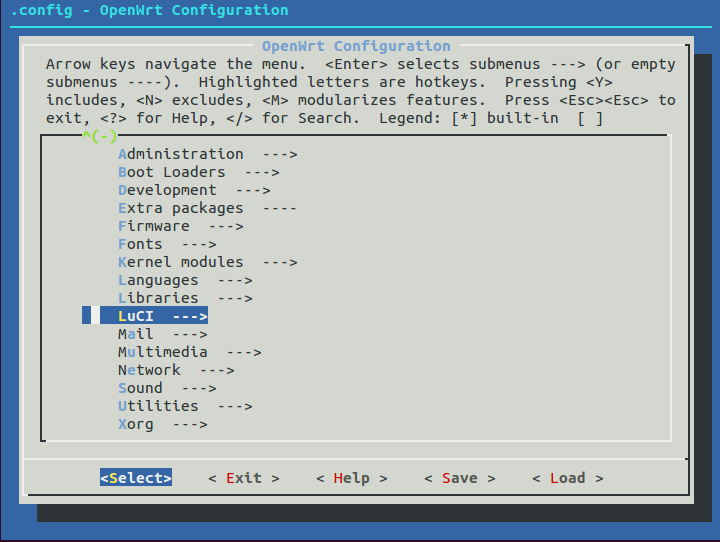 .config - OpenWrt Configuration
OpenWrt Configuration
Arrow keys navigate the menu.  <Enter> selects submenus ---> (or empty
submenus ----).  Highlighted letters are hotkeys.  Pressing <Y>
includes, <N> excludes, <M> modularizes features.  Press <Esc><Esc> to
exit, <?> for Help, </> for Search.  Legend: [*] built-in  [ ]
^(-)
Administration  --->
Boot Loaders  --->
Development  --->
Extra packages  ----
Firmware  --->
Fonts  --->
Kernel modules  --->
Languages  --->
Libraries  --->
LuCI  --->
Mail  --->
Multimedia  --->
Network  --->
Sound  --->
Utilities  --->
Xorg  --->
<Select>    < Exit >    < Help >    < Save >    < Load >